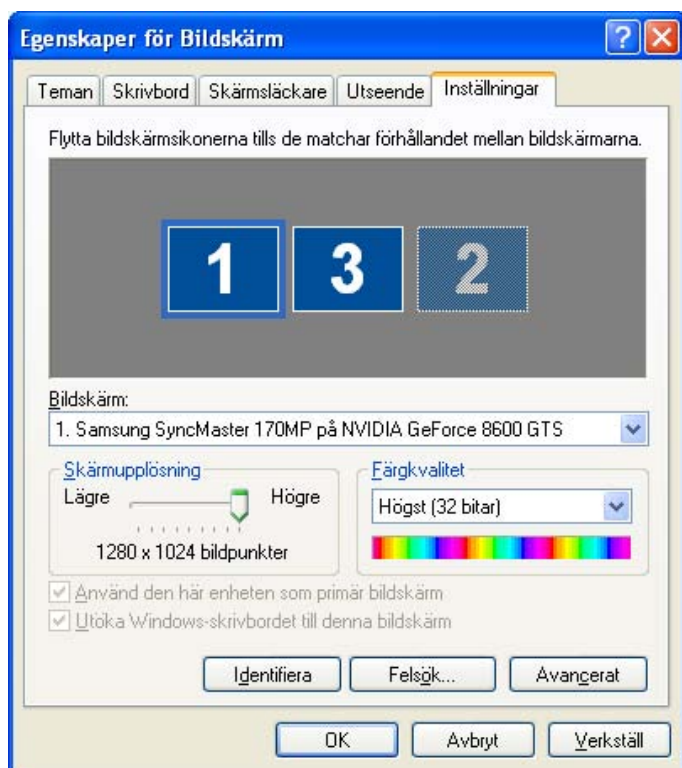 Egenskaper för Bildskärm
Teman Skrivbord Skärmsläckare Utseende Inställningar
Flytta bildskärmsikonerna tills de matchar förhållandet mellan bildskärmarna.
1 3 2
Bildskärm:
1. Samsung SyncMaster 170MP på NVIDIA GeForce 8600 GTS
Skärmupplösning
Lägre Högre
1280 x 1024 bildpunkter
Färgkvalitet
Högst (32 bitar)
Använd den här enheten som primär bildskärm
Utöka Windows-skrivbordet till denna bildskärm
Identifiera Felsök... Avancerat
OK Avbryt Verkställ